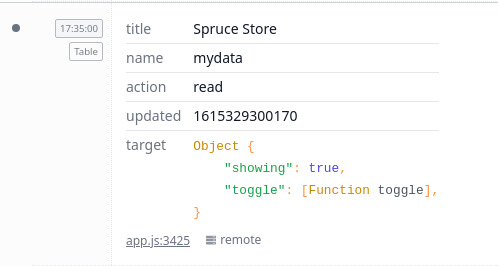 17:35:00
Table
title Spruce Store
name mydata
action read
updated 1615329300170
target Object {
"showing": true,
"toggle": [Function toggle],
}
app.js:3425 remote